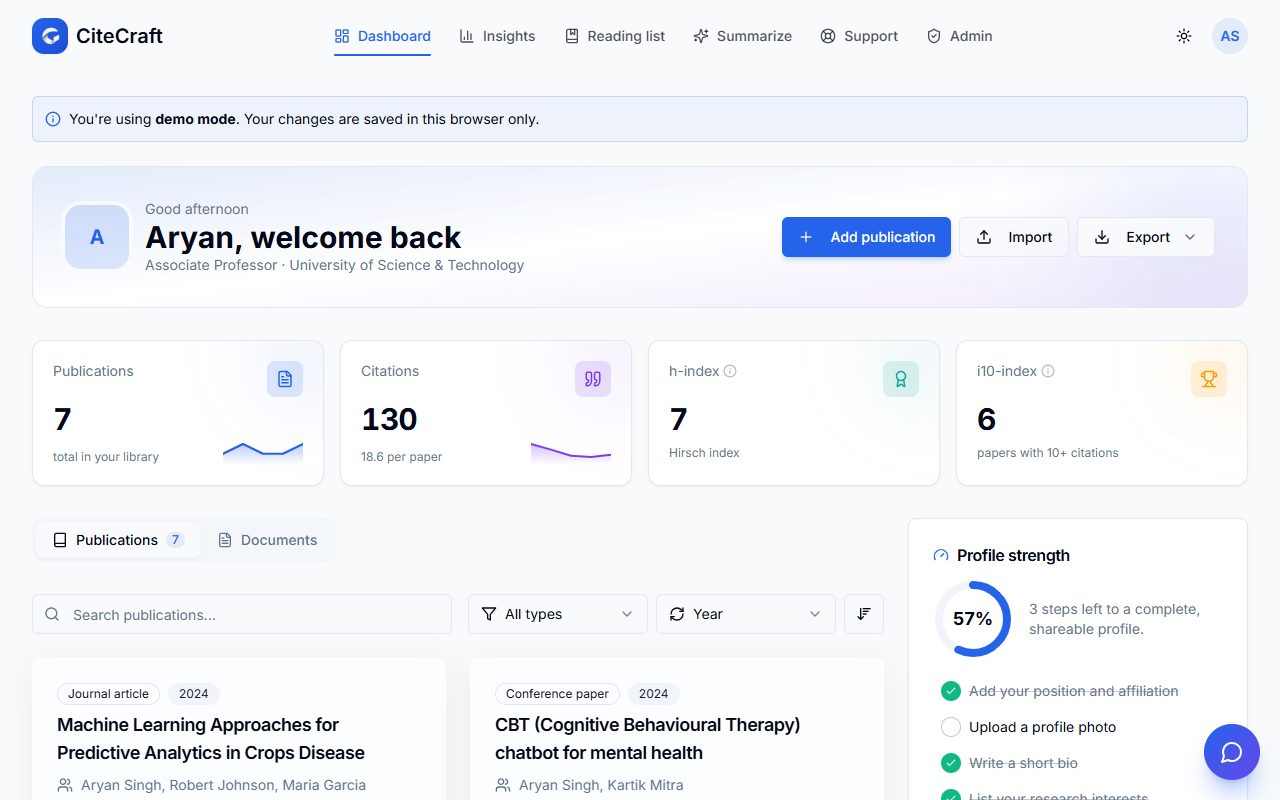 CiteCraft
Dashboard
Insights
Reading list
Summarize
Support
Admin
AS
You're using demo mode. Your changes are saved in this browser only.
A
Good afternoon
Aryan, welcome back
Associate Professor · University of Science & Technology
Add publication
Import
Export
Publications
7
total in your library
Citations
130
18.6 per paper
h-index
7
Hirsch index
i10-index
6
papers with 10+ citations
Publications 7
Documents
Search publications...
All types
Year
Journal article
2024
Machine Learning Approaches for
Predictive Analytics in Crops Disease
Aryan Singh, Robert Johnson, Maria Garcia
Conference paper
2024
CBT (Cognitive Behavioural Therapy)
chatbot for mental health
Aryan Singh, Kartik Mitra
Profile strength
57%
3 steps left to a complete,
shareable profile.
Add your position and affiliation
Upload a profile photo
Write a short bio
List your research interests